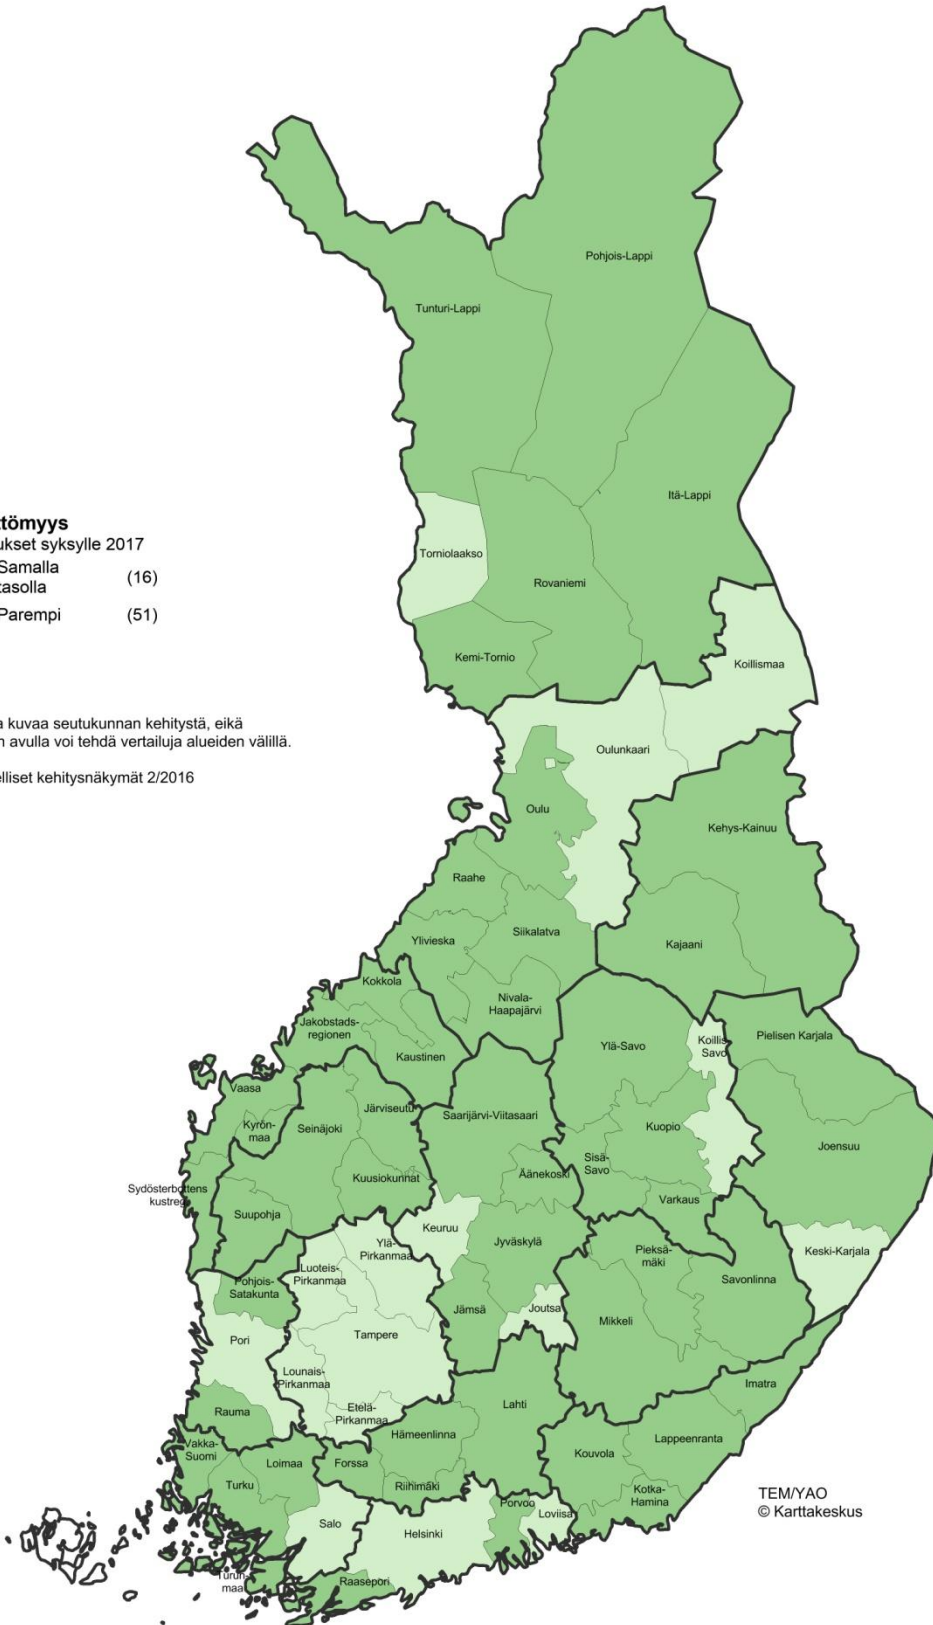 Pohjois-Lappi
Tunturi-Lappi
Itä-Lappi
ttömyys
ukset syksylle 2017
Samalla
tasolla (16)
Parempi (51)
Torniolaakso
Rovaniemi
Kemi-Tornio
Koillismaa
a kuvaa seutukunnan kehitystä, eikä
n avulla voi tehdä vertailuja alueiden välillä.
elliset kehitysnäkymät 2/2016
Oulunkaari
Oulu
Kehys-Kainuu
Raahe
Siikalatva
Ylivieska
Kajaani
Kokkola
Nivala-
Haapajärvi
Jakobstads-
regionen
Kaustinen
Ylä-Savo
Koillis-
Savo
Pielisen Karjala
Vaasa
Järviseutu
Saarijärvi-Viitasaari
Kyrön-
maa
Seinäjoki
Kuopio
Joensuu
Sisä-
Savo
Äänekoski
Kuusiokunnat
Sydösterbottens
kustreg.
Varkaus
Suupohja
Keuruu
Jyväskylä
Ylä-
Pirkanmaa
Pieksä-
mäki
Keski-Karjala
Luoteis-
Pirkanmaa
Savonlinna
Pohjois-
Satakunta
Jämsä
Joutsa
Mikkeli
Pori
Tampere
Lounais-
Pirkanmaa
Imatra
Rauma
Etelä-
Pirkanmaa
Lahti
Hämeenlinna
Lappeenranta
Vakka-
Suomi
Loimaa
Forssa
Kouvola
Turku
Riihimäki
Kotka-
Hamina
Porvoo
Loviisa
Salo
Helsinki
TEM/YAO
© Karttakeskus
Turun-
maa
Raasepori